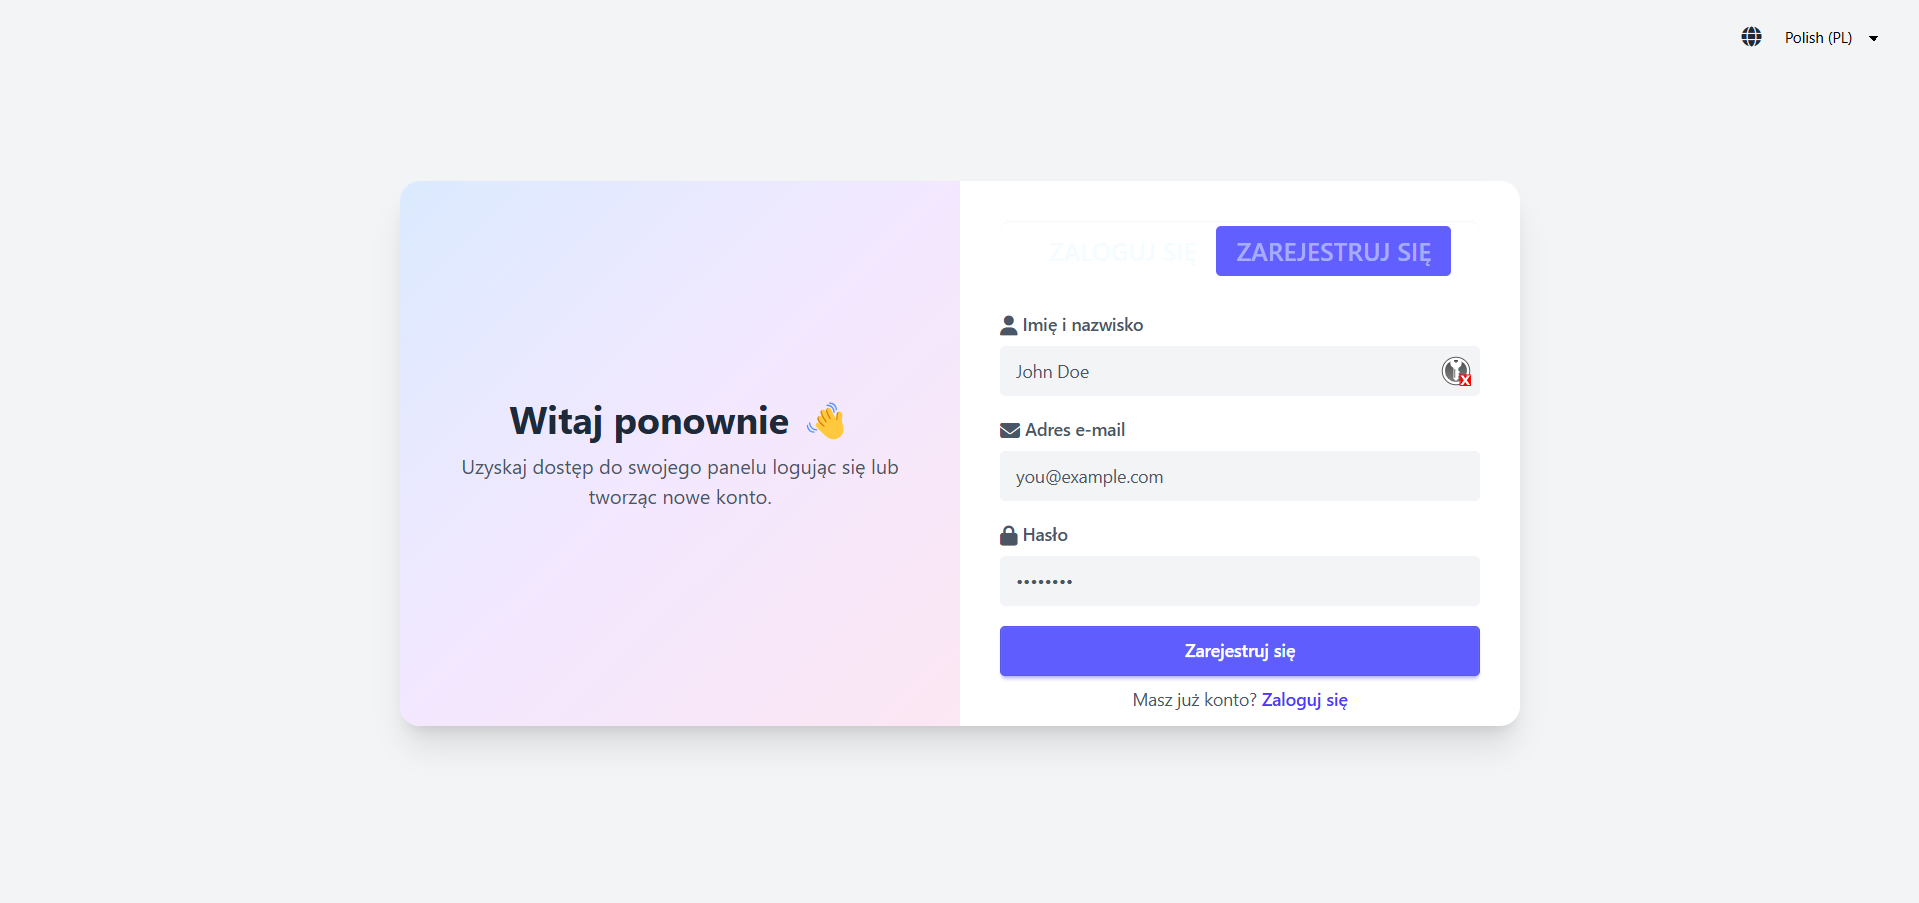 Polish (PL)
Witaj ponownie 👋
Uzyskaj dostęp do swojego panelu logując się lub
tworząc nowe konto.
ZALOGUJ SIĘ
ZAREJESTRUJ SIĘ
Imię i nazwisko
John Doe
Adres e-mail
you@example.com
Hasło
••••••••
Zarejestruj się
Masz już konto? Zaloguj się